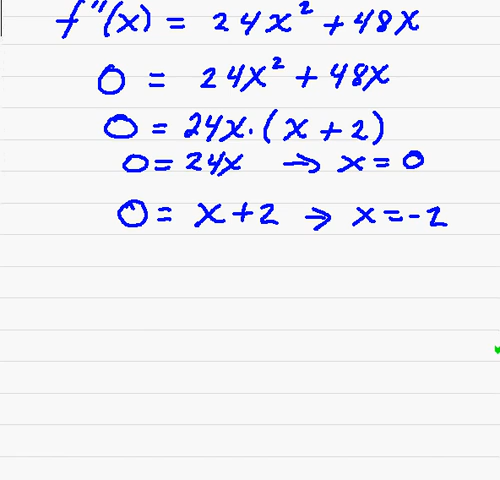 f''(x) = 24x² + 48x
0 = 24x² + 48x
0 = 24x·(x + 2)
0 = 24x → x = 0
0 = x + 2 → x = -2